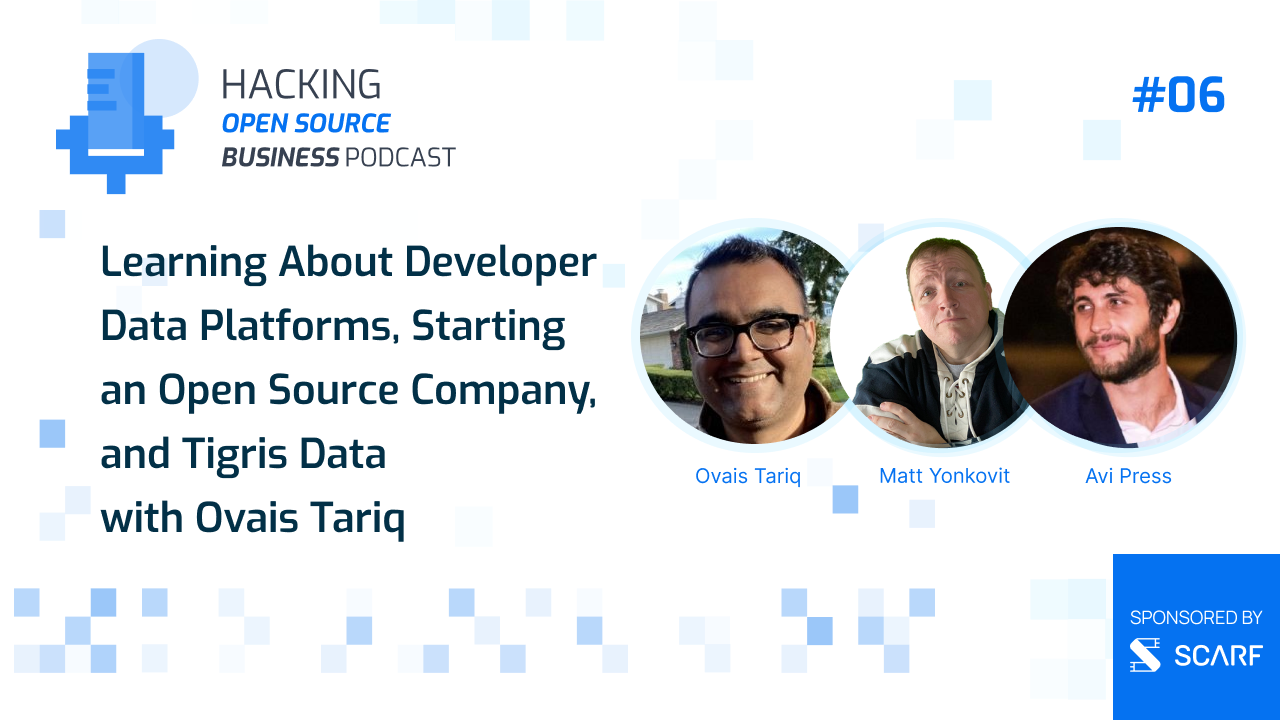 HACKING
OPEN SOURCE
BUSINESS PODCAST
#06
Learning About Developer
Data Platforms, Starting
an Open Source Company,
and Tigris Data
with Ovais Tariq
Ovais Tariq
Matt Yonkovit
Avi Press
SPONSORED BY
SCARF